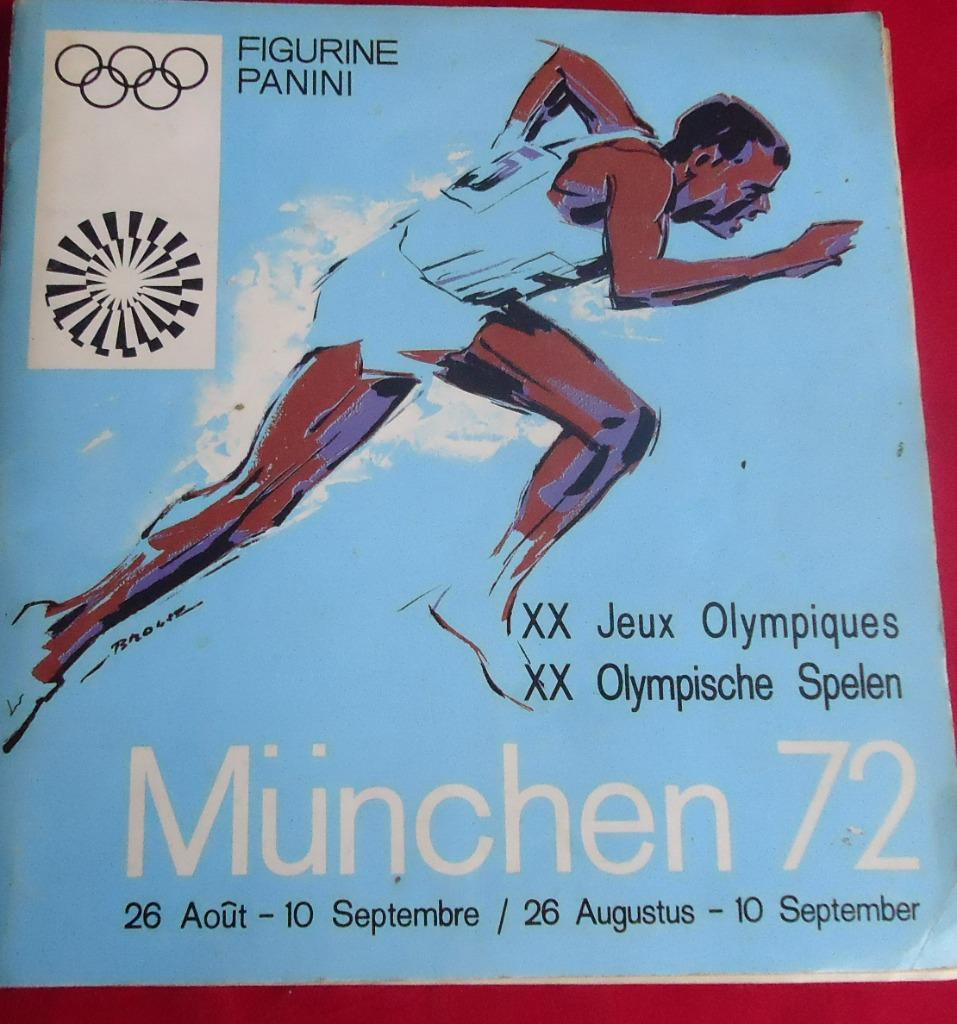 FIGURINE
PANINI
XX Jeux Olympiques
XX Olympische Spelen
München 72
26 Août - 10 Septembre / 26 Augustus - 10 September